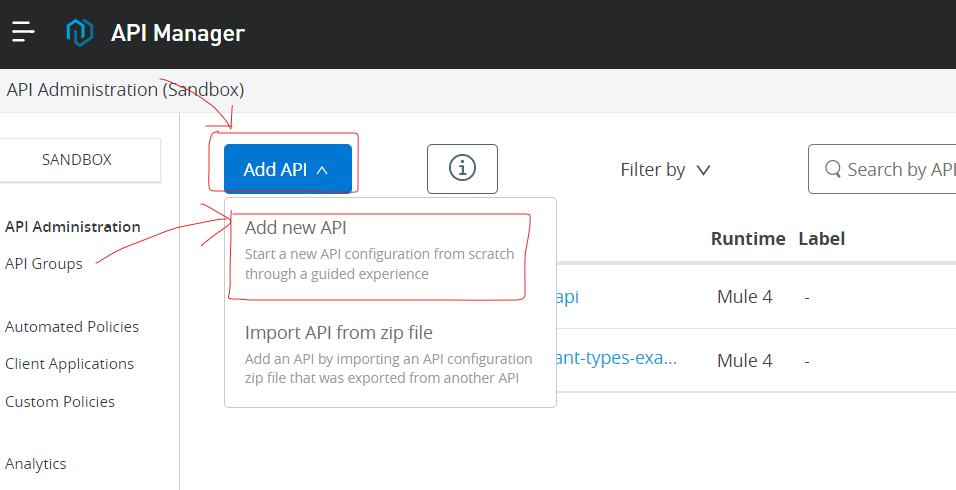 API Manager
API Administration (Sandbox)
SANDBOX
API Administration
API Groups
Automated Policies
Client Applications
Custom Policies
Analytics
Add API
Filter by
Search by API
Add new API
Start a new API configuration from scratch
through a guided experience
Import API from zip file
Add an API by importing an API configuration
zip file that was exported from another API
Runtime Label
api Mule 4 -
ant-types-exa... Mule 4 -